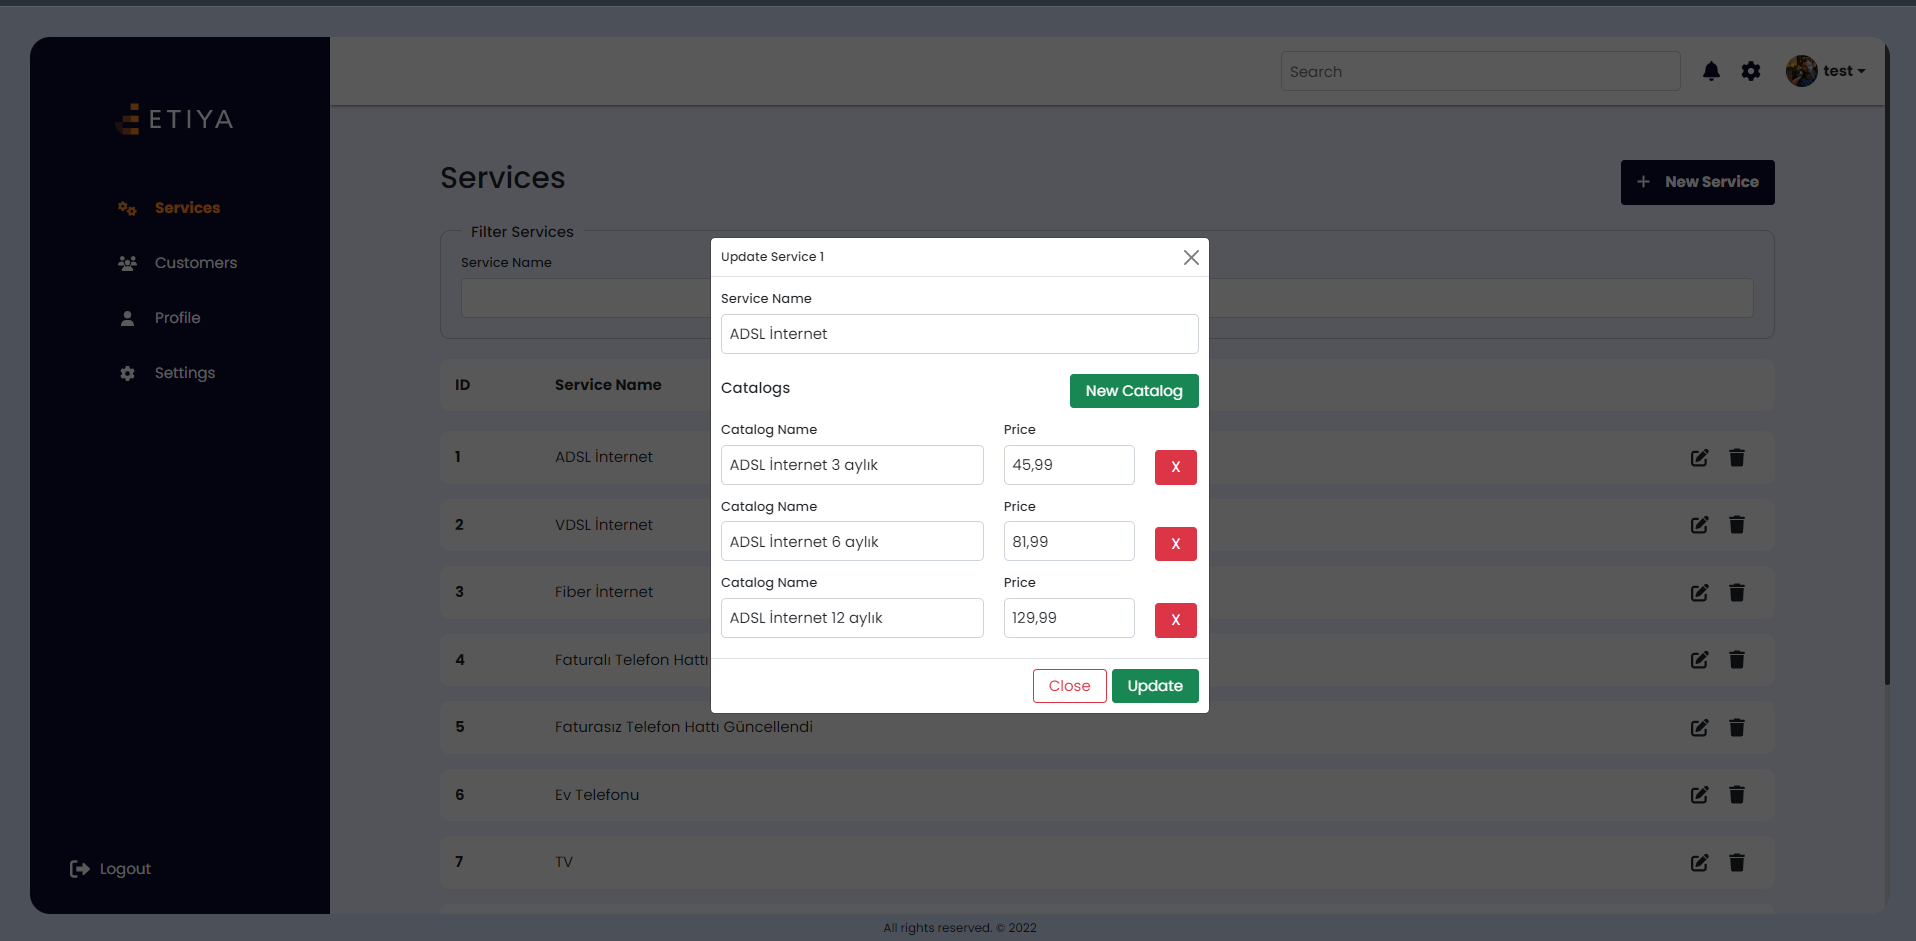 Search
test
ETIYA
Services
Customers
Profile
Settings
Logout
Services
+ New Service
Filter Services
Service Name
ID Service Name
1 ADSL İnternet
2 VDSL İnternet
3 Fiber İnternet
4 Faturalı Telefon Hattı
5 Faturasız Telefon Hattı Güncellendi
6 Ev Telefonu
7 TV
Update Service 1
Service Name
ADSL İnternet
Catalogs New Catalog
Catalog Name Price
ADSL İnternet 3 aylık 45,99 X
Catalog Name Price
ADSL İnternet 6 aylık 81,99 X
Catalog Name Price
ADSL İnternet 12 aylık 129,99 X
Close Update
All rights reserved. © 2022